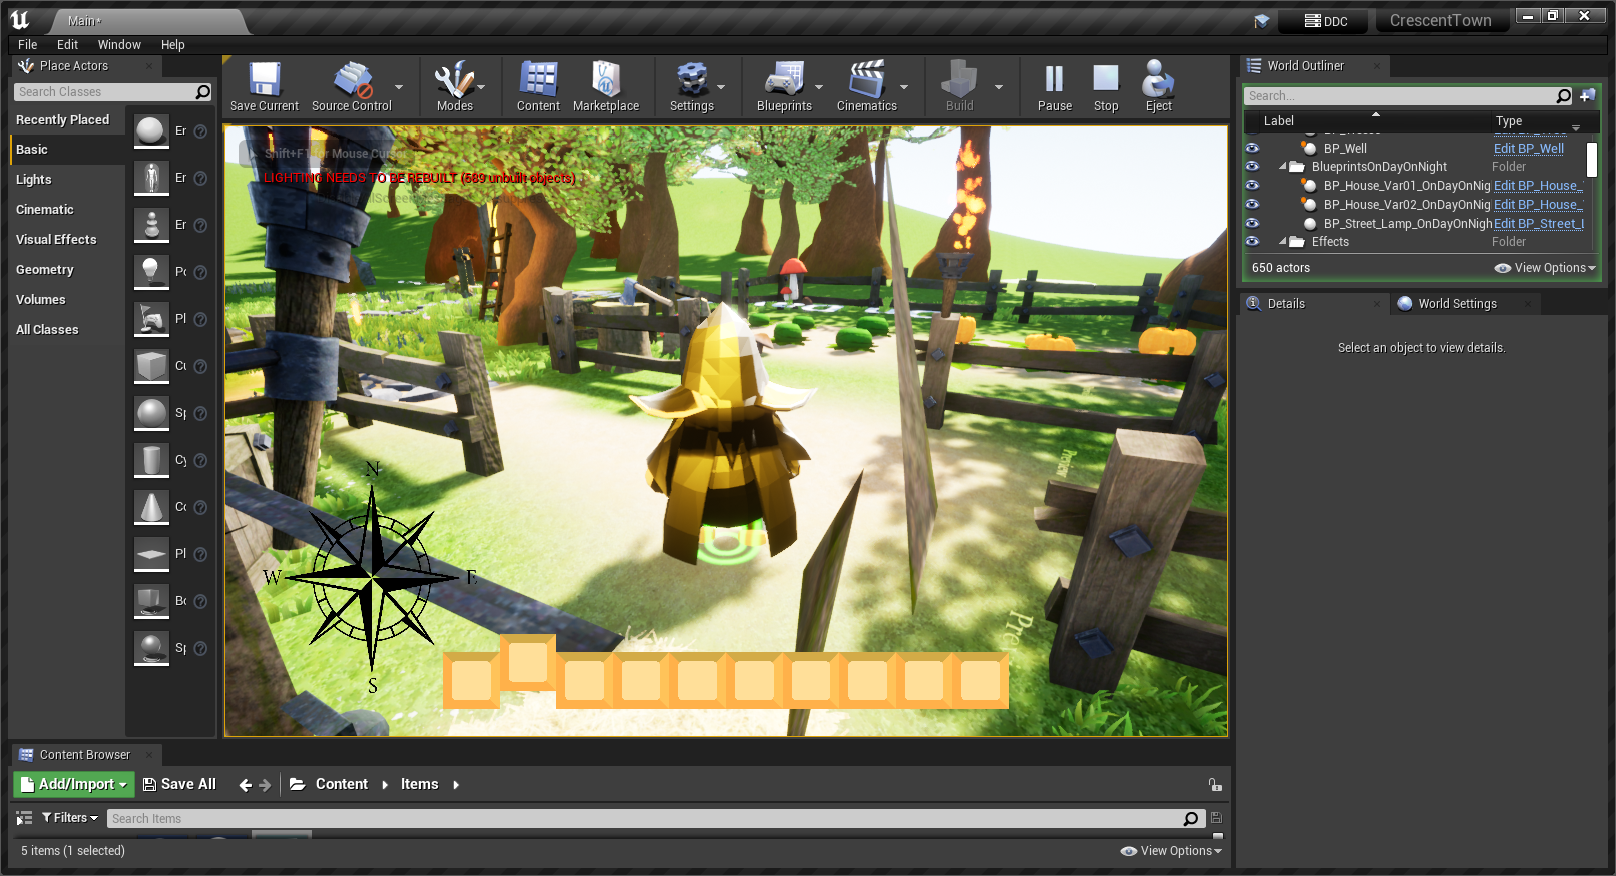 Main*
DDC
CrescentTown
File Edit Window Help
Place Actors
Search Classes
Recently Placed
Basic
Lights
Cinematic
Visual Effects
Geometry
Volumes
All Classes
Save Current
Source Control
Modes
Content
Marketplace
Settings
Blueprints
Cinematics
Build
Pause
Stop
Eject
Shift+F1 for Mouse Cursor
LIGHTING NEEDS TO BE REBUILT (589 unbuilt objects)
N
W
E
S
World Outliner
Search...
Label Type
BP_Well Edit BP_Well
BlueprintsOnDayOnNight Folder
BP_House_Var01_OnDayOnNig Edit BP_House_
BP_House_Var02_OnDayOnNig Edit BP_House_
BP_Street_Lamp_OnDayOnNigh Edit BP_Street_L
Effects Folder
650 actors View Options
Details
World Settings
Select an object to view details.
Content Browser
Add/Import
Save All
Content
Items
Filters
Search Items
5 items (1 selected)
View Options